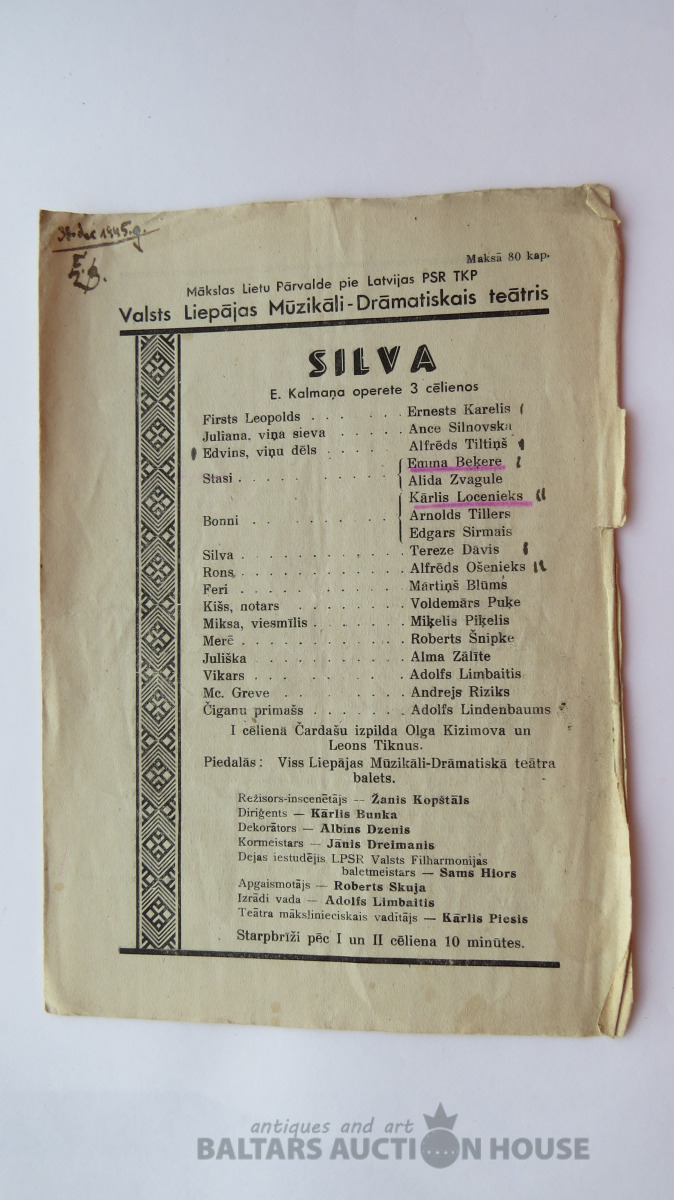 31. dec 1945. g.
Maksā 80 kap.
Mākslas Lietu Pārvalde pie Latvijas PSR TKP
Valsts Liepājas Mūzikāli-Drāmatiskais teātris
SILVA
E. Kalmaņa operete 3 cēlienos
Firsts Leopolds . . . . . . Ernests Karelis
Juliana, viņa sieva . . . . . Ance Silnovska
Edvins, viņu dēls . . . . . Alfrēds Tiltiņš
Stasi . . . . . . . . . . Emma Beķere
Alida Zvagule
Bonni . . . . . . . . . Kārlis Locenieks
Arnolds Tillers
Edgars Sirmais
Silva . . . . . . . . . . Tereze Dāvis
Rons . . . . . . . . . . Alfrēds Ošenieks
Feri . . . . . . . . . . Mārtiņš Blūms
Kišs, notars . . . . . . . . Voldemārs Puķe
Miksa, viesmīlis . . . . . . Miķelis Piķelis
Merē . . . . . . . . . . Roberts Šnipke
Juliška . . . . . . . . . Alma Zālīte
Vikars . . . . . . . . . Adolfs Limbaitis
Mc. Greve . . . . . . . . Andrejs Riziks
Čiganu primašs . . . . . . Adolfs Lindenbaums
I cēlienā Čardašu izpilda Olga Kizimova un
Leons Tiknus.
Piedalās: Viss Liepājas Mūzikāli-Drāmatiskā teātra
balets.
Režisors-inscenētājs — Žanis Kopštāls
Diriģents — Kārlis Bunka
Dekorātors — Albins Dzenis
Kormeistars — Jānis Dreimanis
Dejas iestudējis LPSR Valsts Filharmonijas
baletmeistars — Sams Hiors
Apgaismotājs — Roberts Skuja
Izrādi vada — Adolfs Limbaitis
Teātra mākslinieciskais vadītājs — Kārlis Piesis
Starpbrīži pēc I un II cēliena 10 minūtes.
antiques and art
BALTARS AUCTION HOUSE